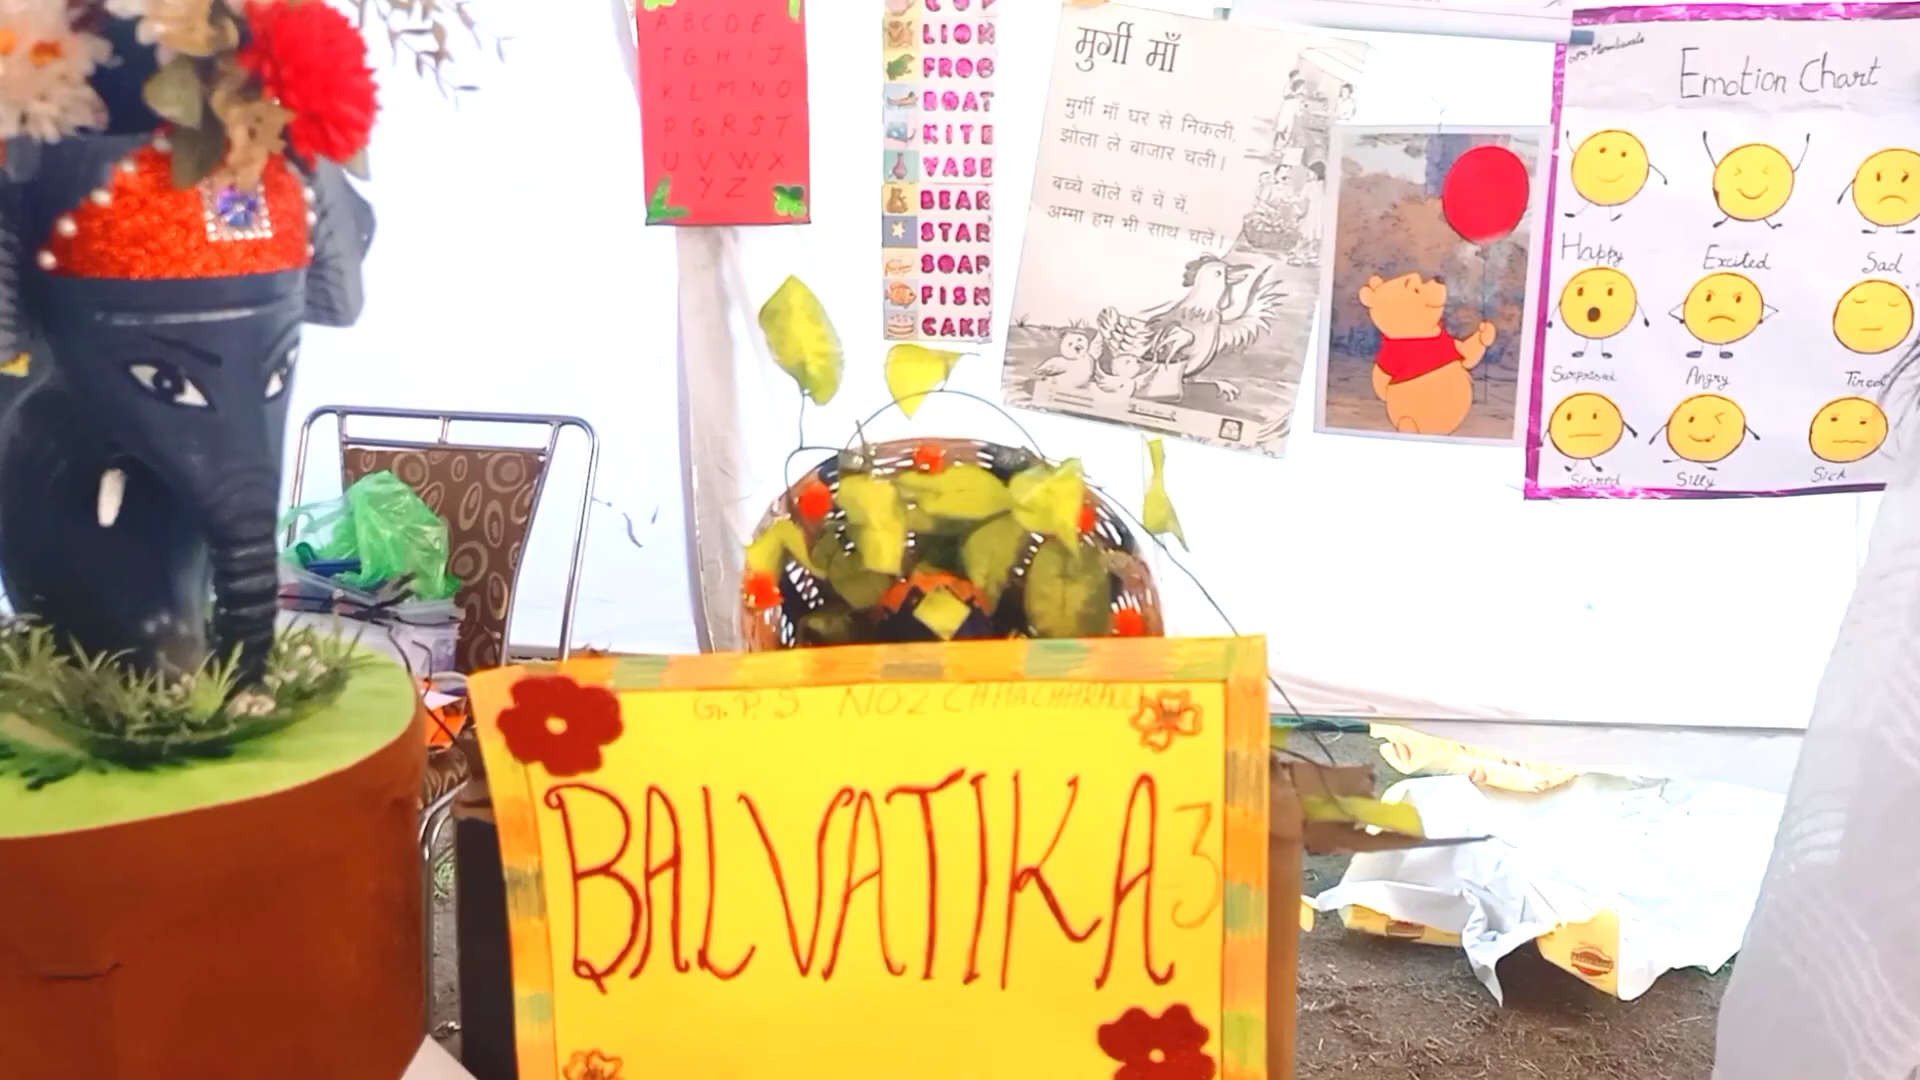 A B C D E
F G H I J
K L M N O
P Q R S T
U V W X
Y Z
LION
FROG
BOAT
KITE
VASE
BEAR
STAR
SOAP
FISH
CAKE
मुर्गी माँ
मुर्गी माँ घर से निकली,
झोला ले बाजार चली।
बच्चे बोले चें चें चें,
अम्मा हम भी साथ चलें।
Emotion Chart
Happy Excited Sad
Surprised Angry Tired
Scared Silly Sick
G.P.S NO2
BALVATIKA 3